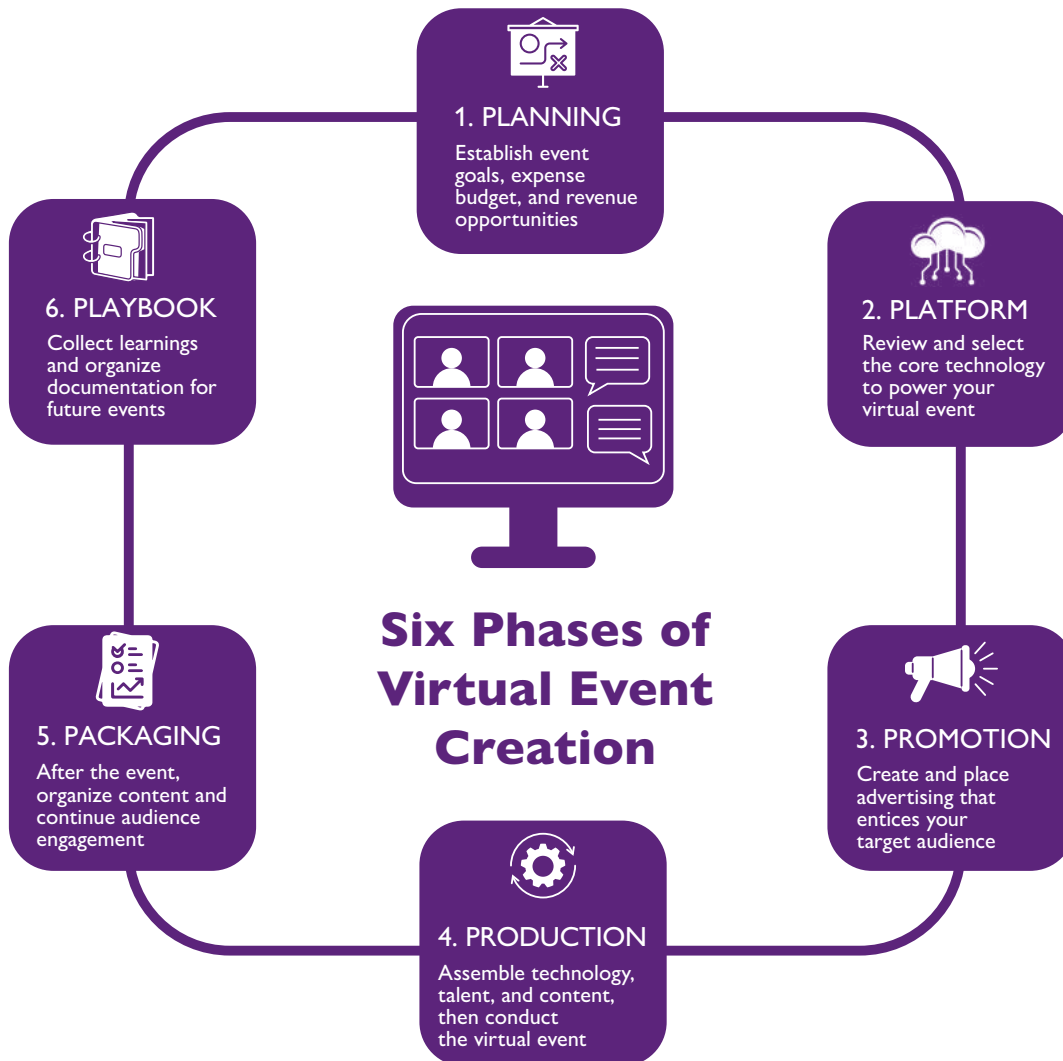 1. PLANNING
Establish event
goals, expense
budget, and revenue
opportunities
2. PLATFORM
Review and select
the core technology
to power your
virtual event
3. PROMOTION
Create and place
advertising that
entices your
target audience
4. PRODUCTION
Assemble technology,
talent, and content,
then conduct
the virtual event
5. PACKAGING
After the event,
organize content and
continue audience
engagement
6. PLAYBOOK
Collect learnings
and organize
documentation for
future events
Six Phases of
Virtual Event
Creation